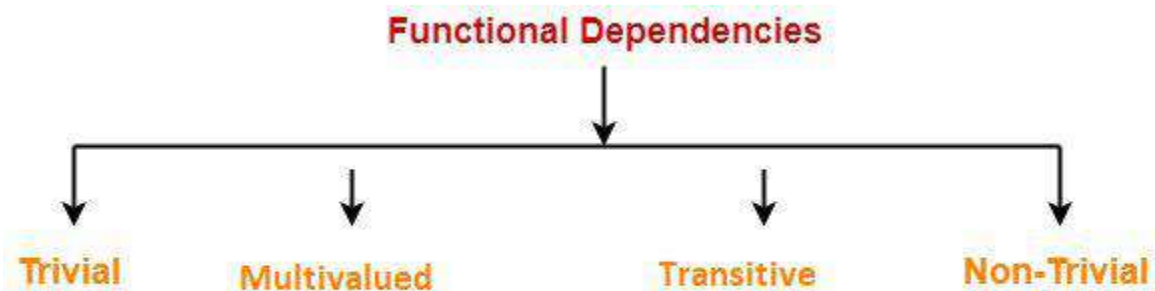 Functional Dependencies
Trivial
Multivalued
Transitive
Non-Trivial